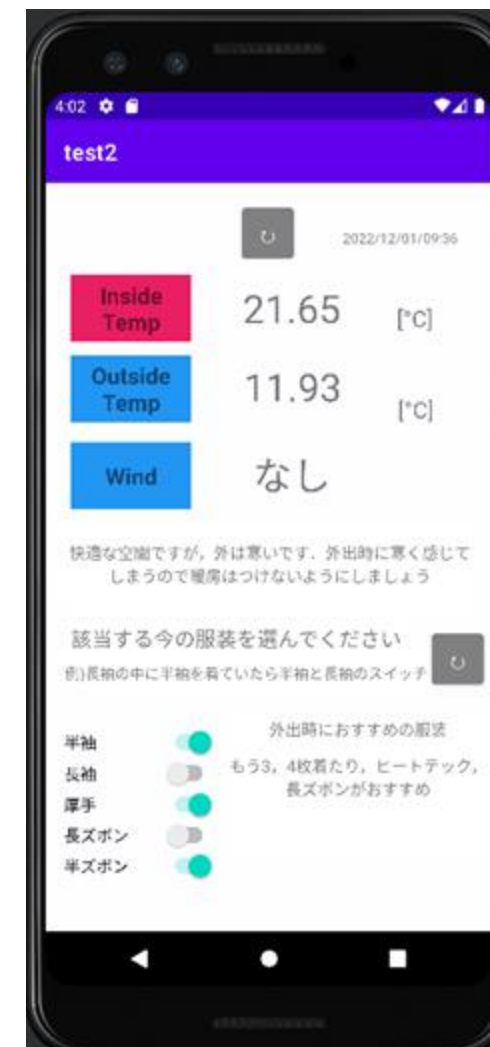 4:02
test2
2022/12/01/09:36
Inside
Temp
21.65
[°C]
Outside
Temp
11.93
[°C]
Wind
なし
快適な空間ですが，外は寒いです．外出時に寒く感じて
しまうので暖房はつけないようにしましょう
該当する今の服装を選んでください
例)長袖の中に半袖を着ていたら半袖と長袖のスイッチ
外出時におすすめの服装
もう3，4枚着たり，ヒートテック，
長ズボンがおすすめ
半袖
長袖
厚手
長ズボン
半ズボン